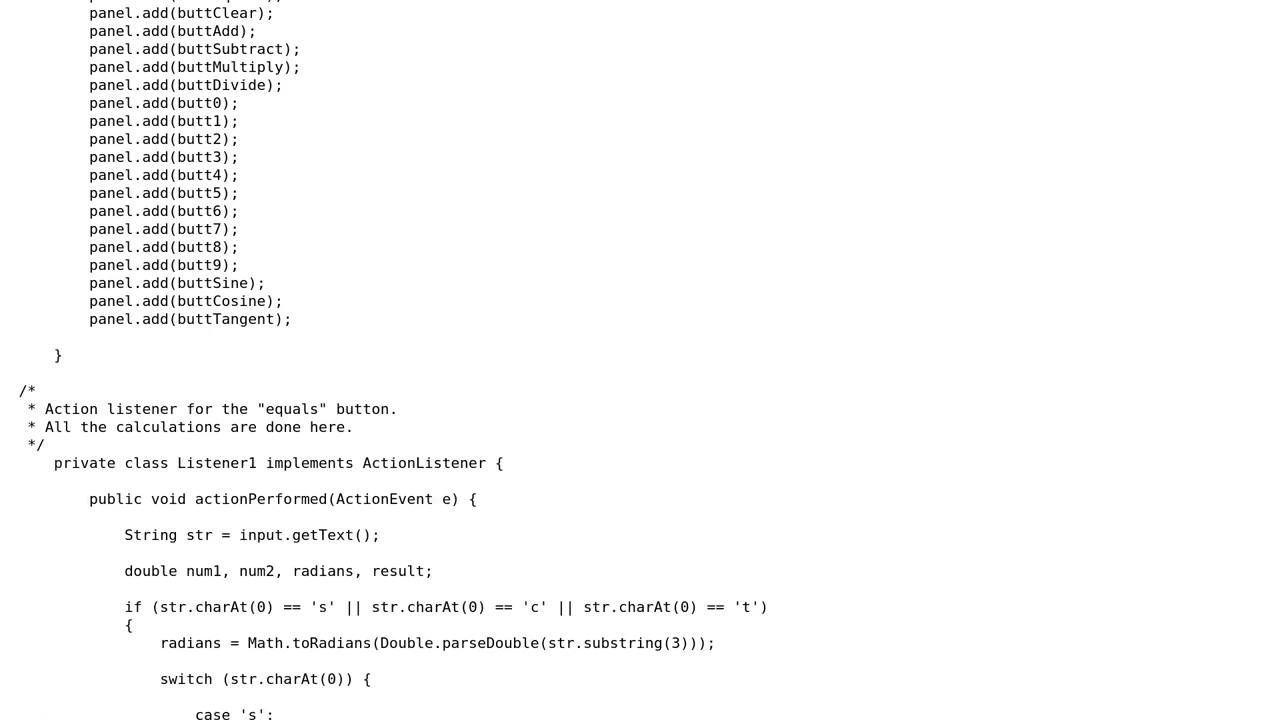 panel.add(buttClear);
panel.add(buttAdd);
panel.add(buttSubtract);
panel.add(buttMultiply);
panel.add(buttDivide);
panel.add(butt0);
panel.add(butt1);
panel.add(butt2);
panel.add(butt3);
panel.add(butt4);
panel.add(butt5);
panel.add(butt6);
panel.add(butt7);
panel.add(butt8);
panel.add(butt9);
panel.add(buttSine);
panel.add(buttCosine);
panel.add(buttTangent);
}
/*
* Action listener for the "equals" button.
* All the calculations are done here.
*/
private class Listener1 implements ActionListener {
public void actionPerformed(ActionEvent e) {
String str = input.getText();
double num1, num2, radians, result;
if (str.charAt(0) == 's' || str.charAt(0) == 'c' || str.charAt(0) == 't')
{
radians = Math.toRadians(Double.parseDouble(str.substring(3)));
switch (str.charAt(0)) {
case 's':